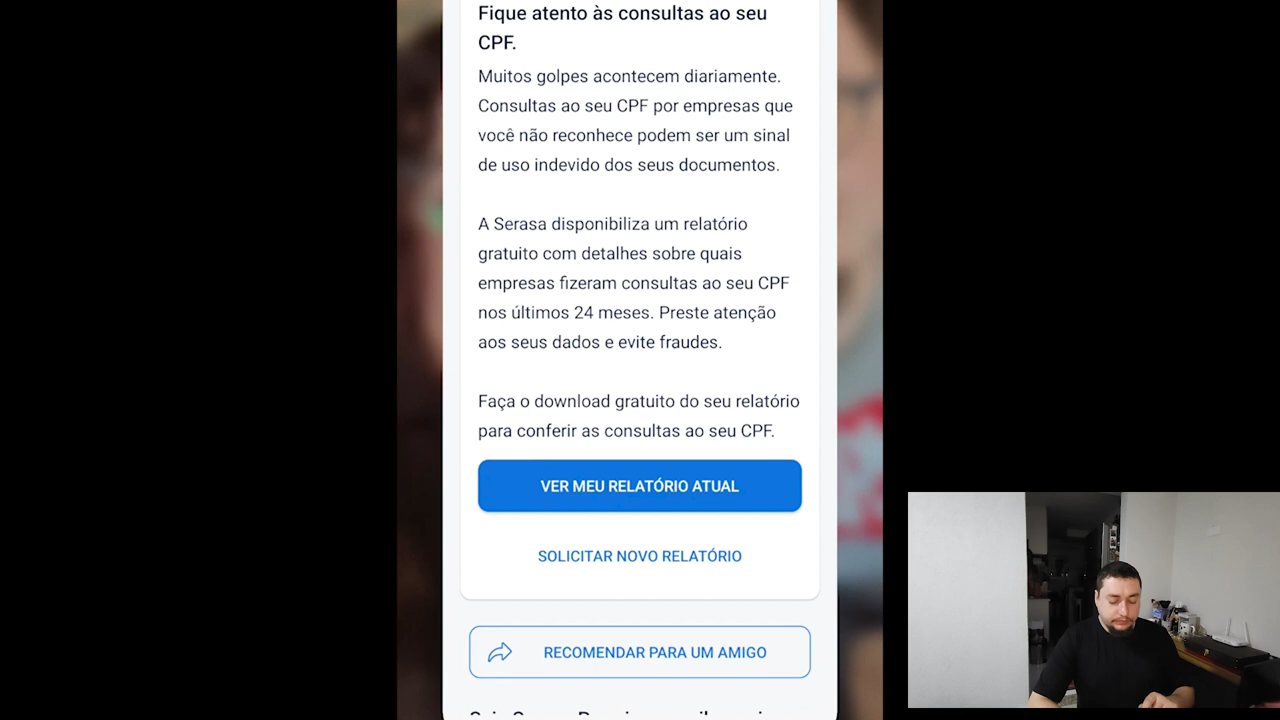 Fique atento às consultas ao seu
CPF.
Muitos golpes acontecem diariamente.
Consultas ao seu CPF por empresas que
você não reconhece podem ser um sinal
de uso indevido dos seus documentos.
A Serasa disponibiliza um relatório
gratuito com detalhes sobre quais
empresas fizeram consultas ao seu CPF
nos últimos 24 meses. Preste atenção
aos seus dados e evite fraudes.
Faça o download gratuito do seu relatório
para conferir as consultas ao seu CPF.
VER MEU RELATÓRIO ATUAL
SOLICITAR NOVO RELATÓRIO
RECOMENDAR PARA UM AMIGO